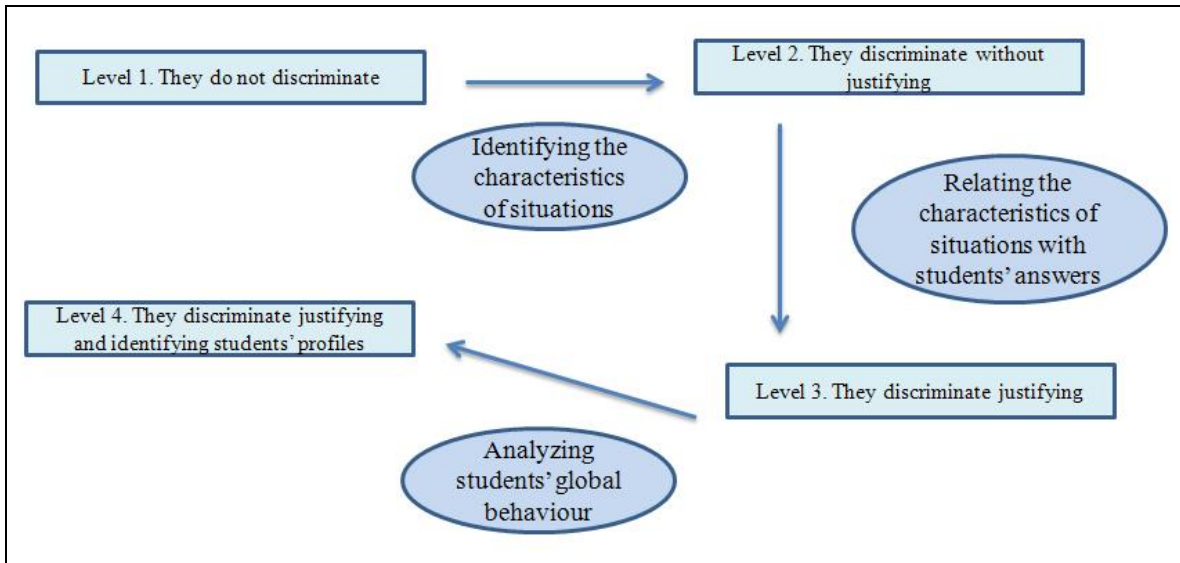 Level 1. They do not discriminate
Level 2. They discriminate without
justifying
Identifying the
characteristics
of situations
Relating the
characteristics of
situations with
students’ answers
Level 3. They discriminate justifying
Analyzing
students’ global
behaviour
Level 4. They discriminate justifying
and identifying students’ profiles